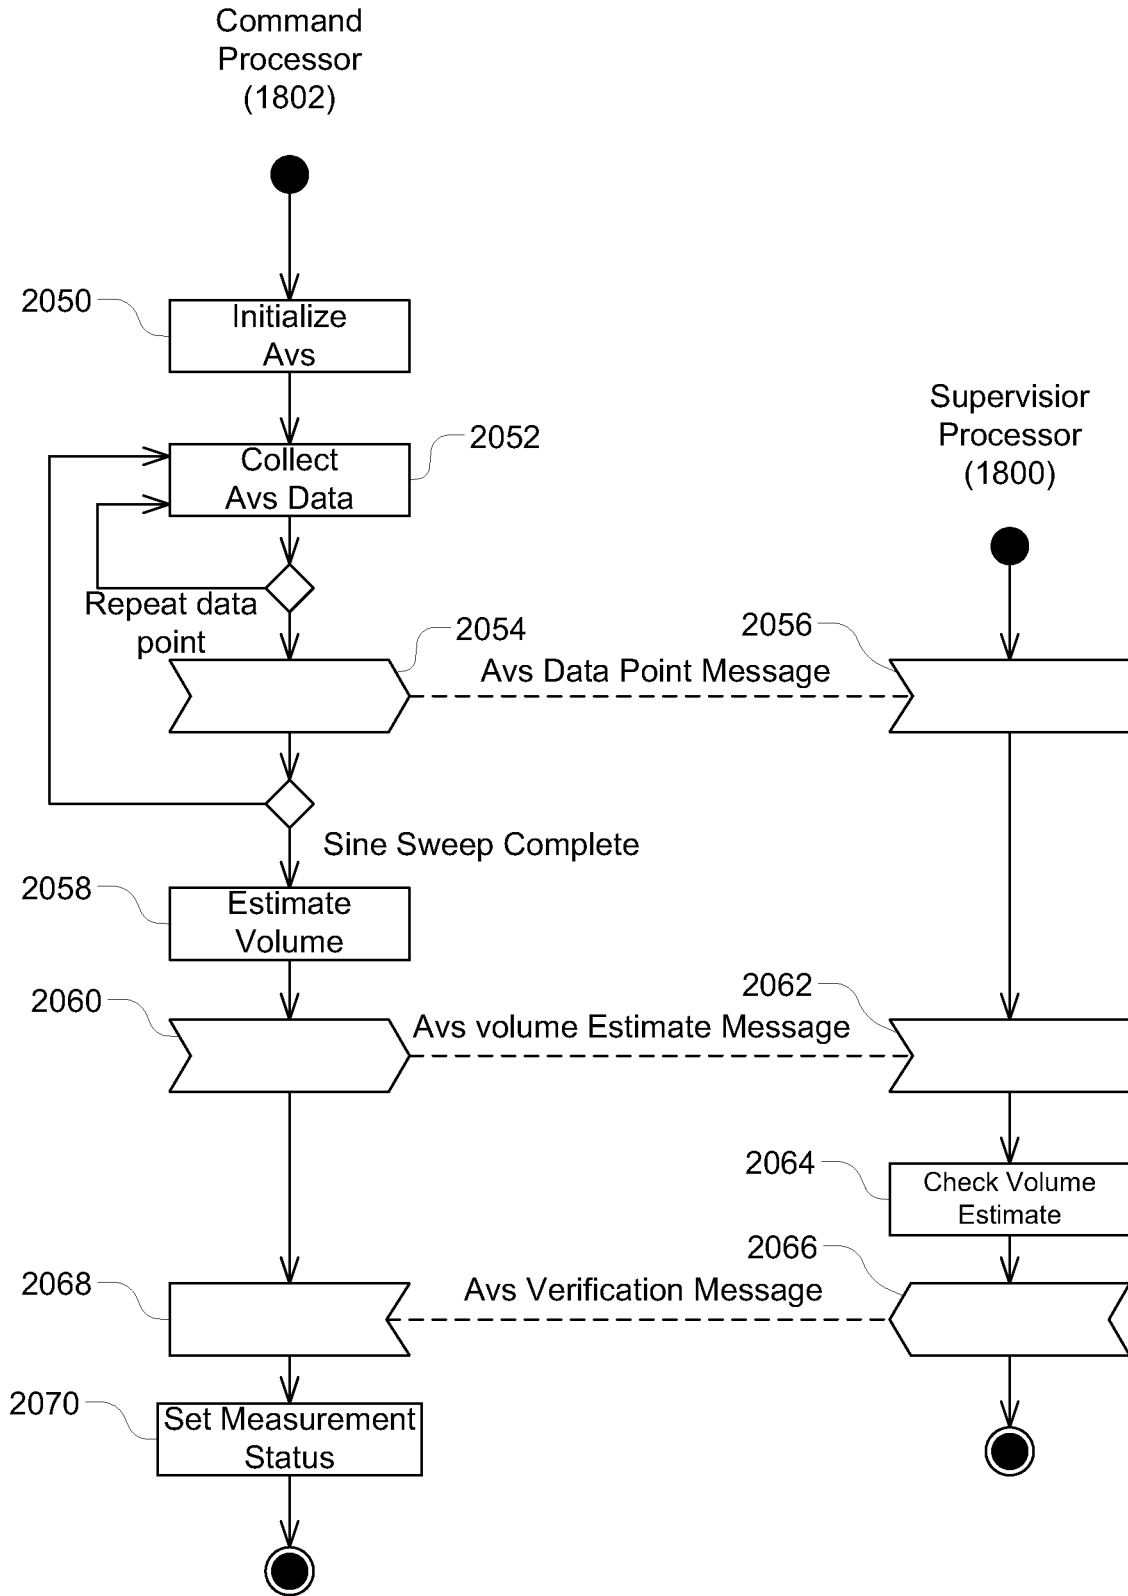 Command
Processor
(1802)
2050
Initialize
Avs
Supervisior
Processor
(1800)
2052
Collect
Avs Data
Repeat data
point
2054
2056
Avs Data Point Message
Sine Sweep Complete
2058
Estimate
Volume
2060
2062
Avs volume Estimate Message
2064
Check Volume
Estimate
2066
2068
Avs Verification Message
2070
Set Measurement
Status